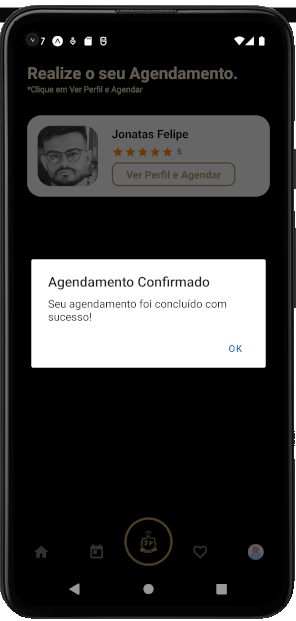 7
Realize o seu Agendamento.
*Clique em Ver Perfil e Agendar
Jonatas Felipe
5
Ver Perfil e Agendar
Agendamento Confirmado
Seu agendamento foi concluído com
sucesso!
OK
JP